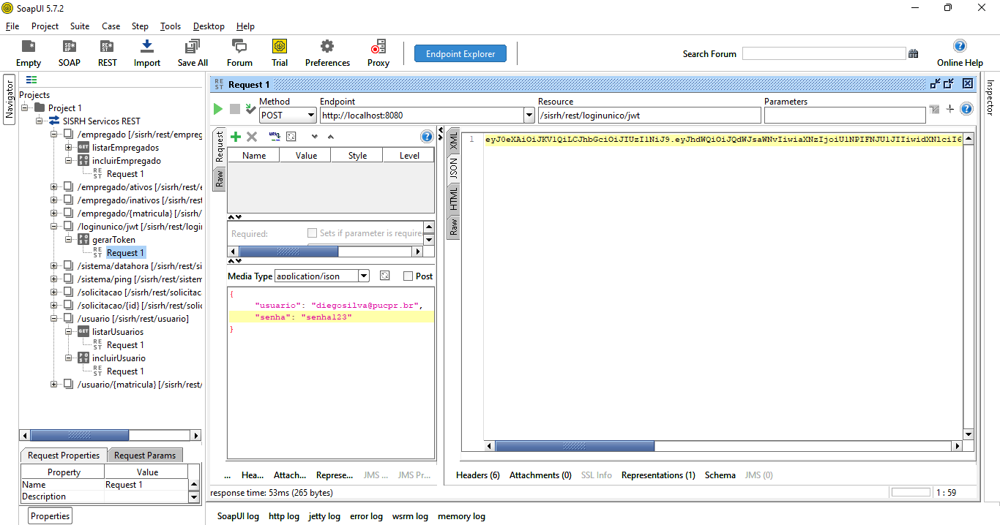 SoapUI 5.7.2
File Project Suite Case Step Tools Desktop Help
Empty SOAP REST Import Save All Forum Trial Preferences Proxy Endpoint Explorer Search Forum Online Help
Navigator
Projects
Project 1
SISRH Servicos REST
/empregado [/sisrh/rest/empreg
listarEmpregados
incluirEmpregado
Request 1
/empregado/ativos [/sisrh/rest/e
/empregado/inativos [/sisrh/rest
/empregado/{matricula} [/sisrh/
/loginunico/jwt [/sisrh/rest/logi
gerarToken
Request 1
/sistema/datahora [/sisrh/rest/si
/sistema/ping [/sisrh/rest/sistem
/solicitacao [/sisrh/rest/solicitac
/solicitacao/{id} [/sisrh/rest/solic
/usuario [/sisrh/rest/usuario]
listarUsuarios
Request 1
incluirUsuario
Request 1
/usuario/{matricula} [/sisrh/rest/
Request Properties Request Params
Property Value
Name Request 1
Description
Properties
Request 1
Method Endpoint Resource Parameters
POST http://localhost:8080 /sisrh/rest/loginunico/jwt
Request
Raw
Name Value Style Level
Required: Sets if parameter is require
Media Type application/json Post
{
"usuario": "diegosilva@pucpr.br",
"senha": "senha123"
}
... Hea... Attach... Represe... JMS ... JMS Pr...
XML
JSON
HTML
Raw
1 eyJ0eXAiOiJKV1QiLCJhbGciOiJIUzI1NiJ9.eyJhdWQiOiJQdWJsaWNvIiwiaXNzIjoiU1NPIFNJU1JIIiwidXNlciI6
Headers (6) Attachments (0) SSL Info Representations (1) Schema JMS (0)
response time: 53ms (265 bytes) 1 : 59
Inspector
SoapUI log http log jetty log error log wsrm log memory log